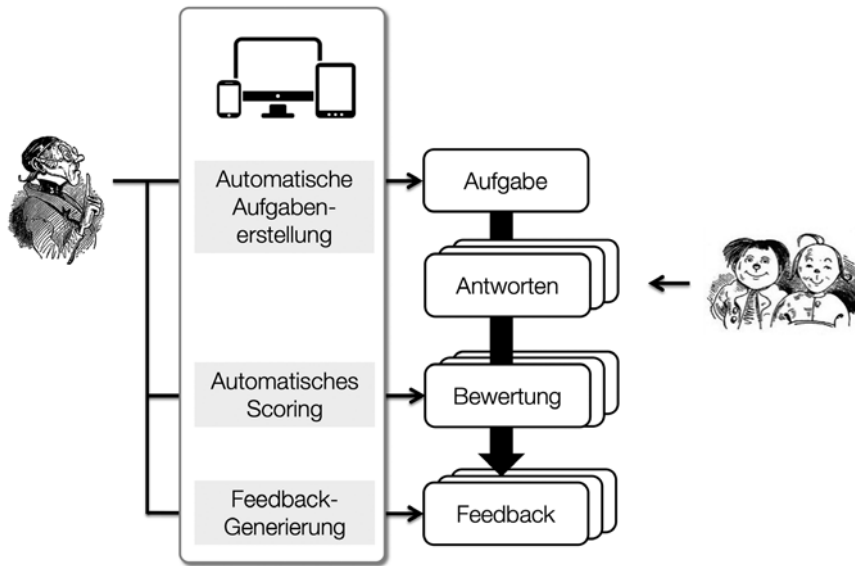 Automatische
Aufgaben-
erstellung
Aufgabe
Antworten
Automatisches
Scoring
Bewertung
Feedback-
Generierung
Feedback